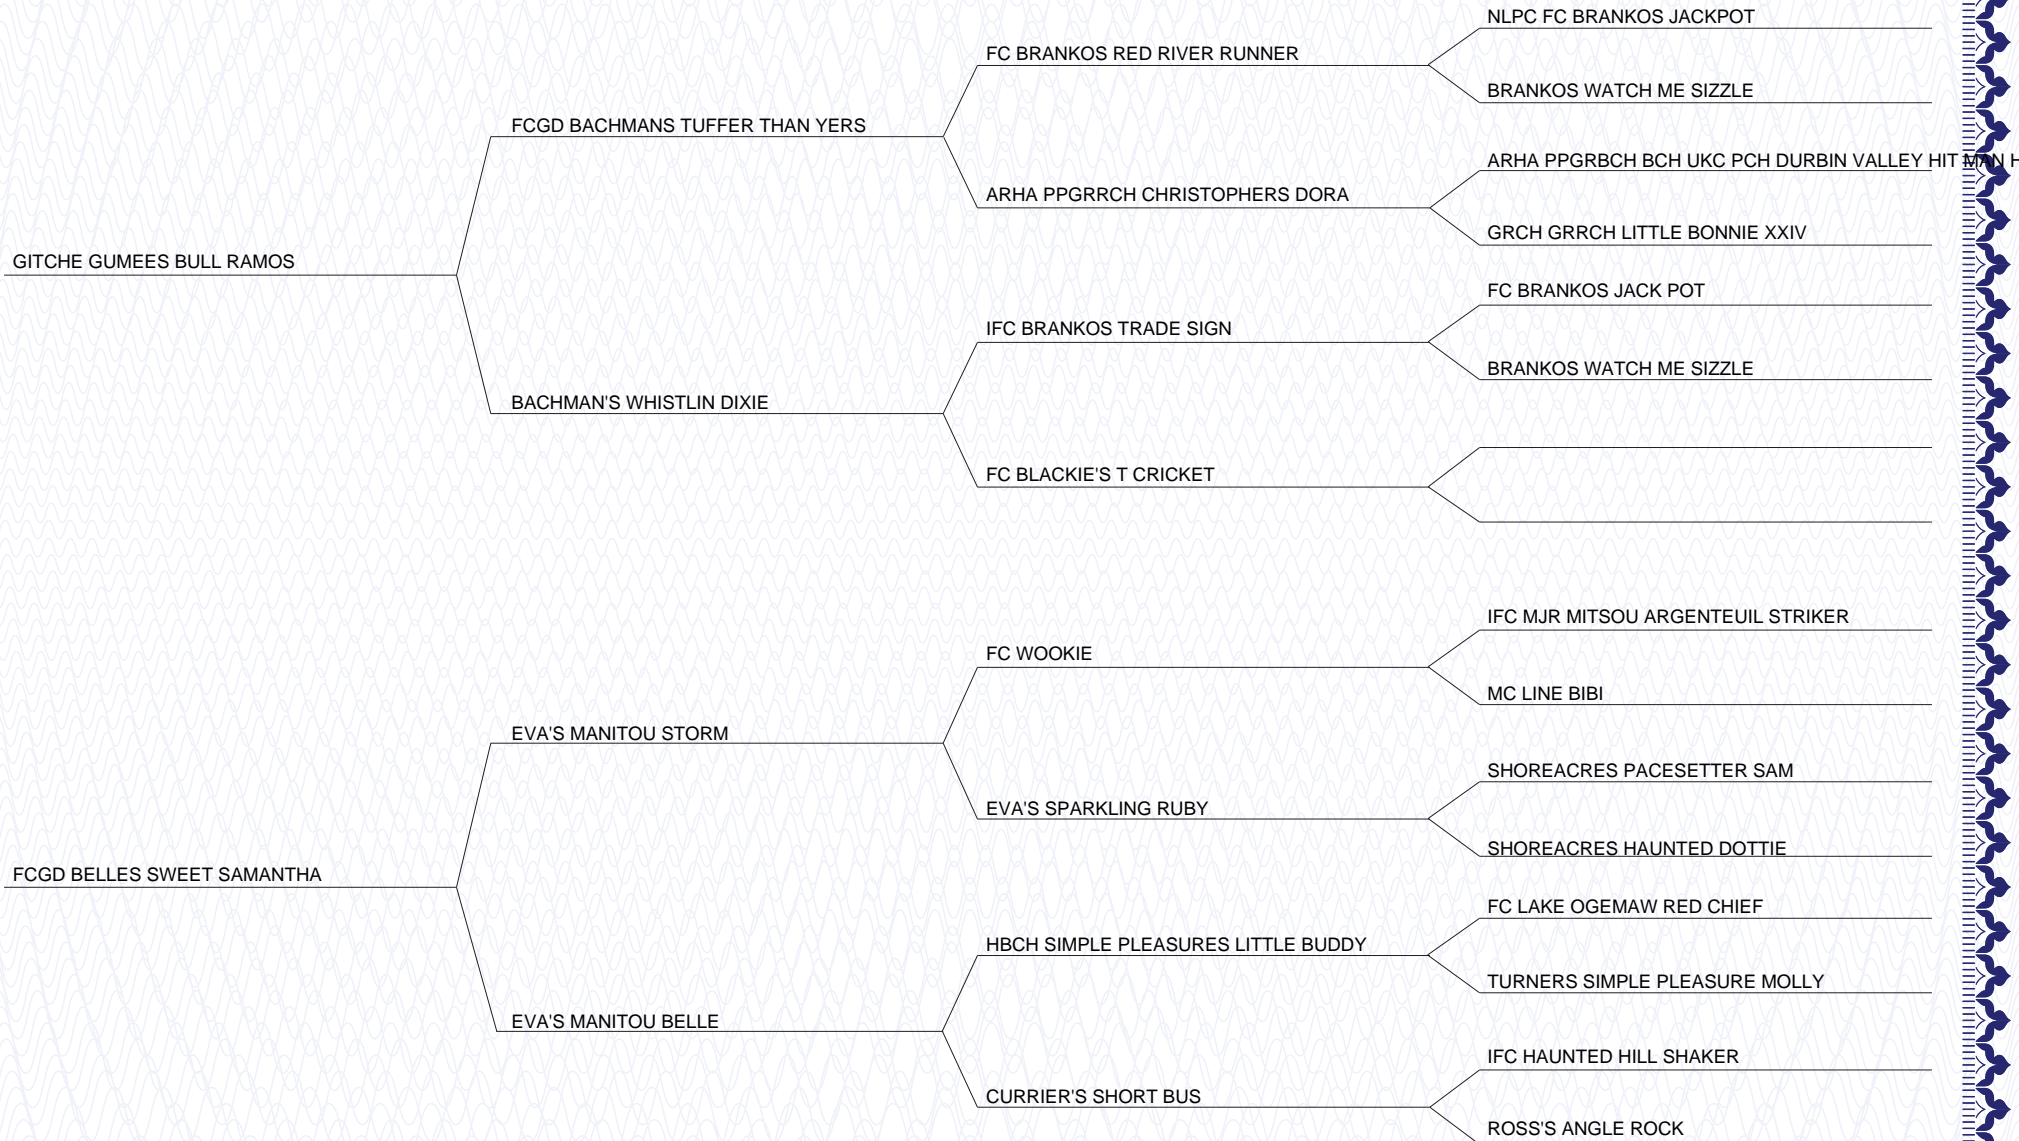 NLPC FC BRANKOS JACKPOT
FC BRANKOS RED RIVER RUNNER
BRANKOS WATCH ME SIZZLE
FCGD BACHMANS TUFFER THAN YERS
ARHA PPGRBCH BCH UKC PCH DURBIN VALLEY HIT MAN H
ARHA PPGRRCH CHRISTOPHERS DORA
GRCH GRRCH LITTLE BONNIE XXIV
GITCHE GUMEES BULL RAMOS
FC BRANKOS JACK POT
IFC BRANKOS TRADE SIGN
BRANKOS WATCH ME SIZZLE
BACHMAN'S WHISTLIN DIXIE
FC BLACKIE'S T CRICKET
IFC MJR MITSOU ARGENTEUIL STRIKER
FC WOOKIE
MC LINE BIBI
EVA'S MANITOU STORM
SHOREACRES PACESETTER SAM
EVA'S SPARKLING RUBY
SHOREACRES HAUNTED DOTTIE
FCGD BELLES SWEET SAMANTHA
FC LAKE OGEMAW RED CHIEF
HBCH SIMPLE PLEASURES LITTLE BUDDY
TURNERS SIMPLE PLEASURE MOLLY
EVA'S MANITOU BELLE
IFC HAUNTED HILL SHAKER
CURRIER'S SHORT BUS
ROSS'S ANGLE ROCK